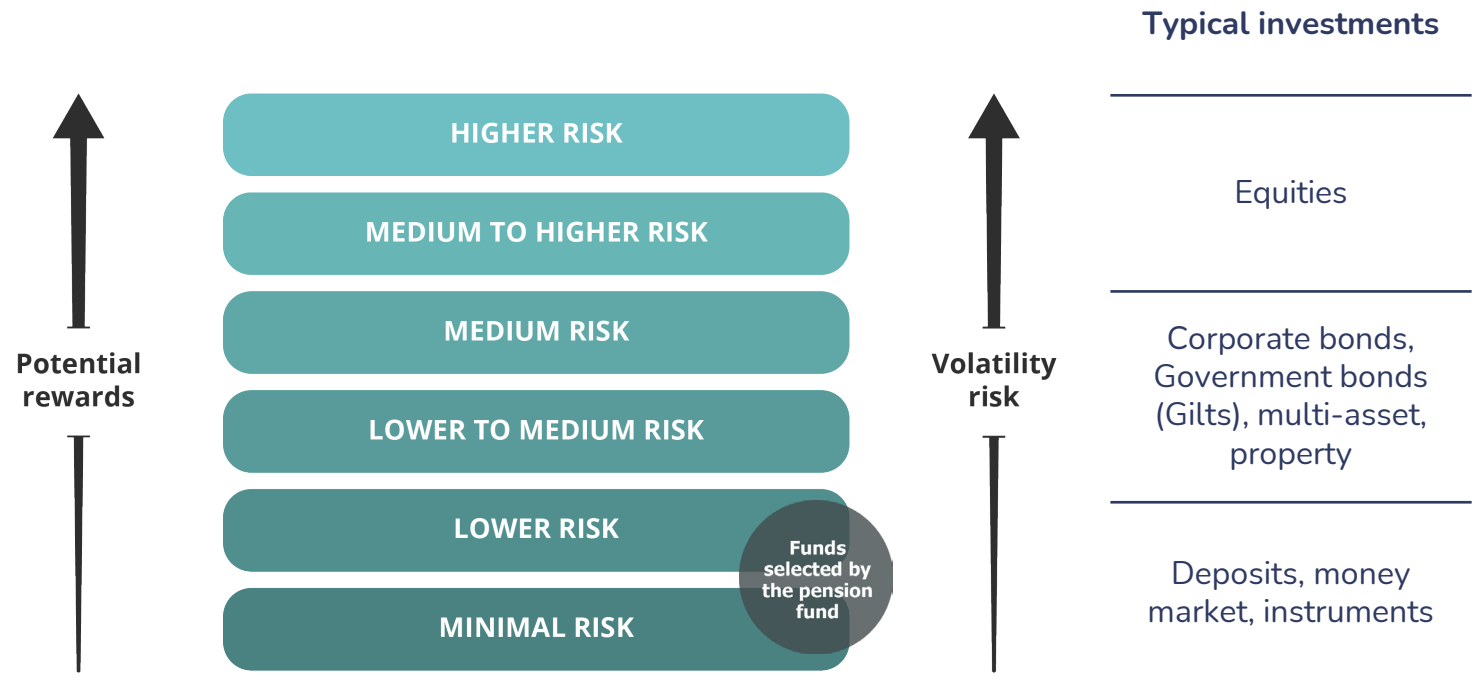 Typical investments
HIGHER RISK
MEDIUM TO HIGHER RISK
MEDIUM RISK
LOWER TO MEDIUM RISK
LOWER RISK
MINIMAL RISK
Potential
rewards
Volatility
risk
Funds
selected by
the pension
fund
Equities
Corporate bonds,
Government bonds
(Gilts), multi-asset,
property
Deposits, money
market, instruments